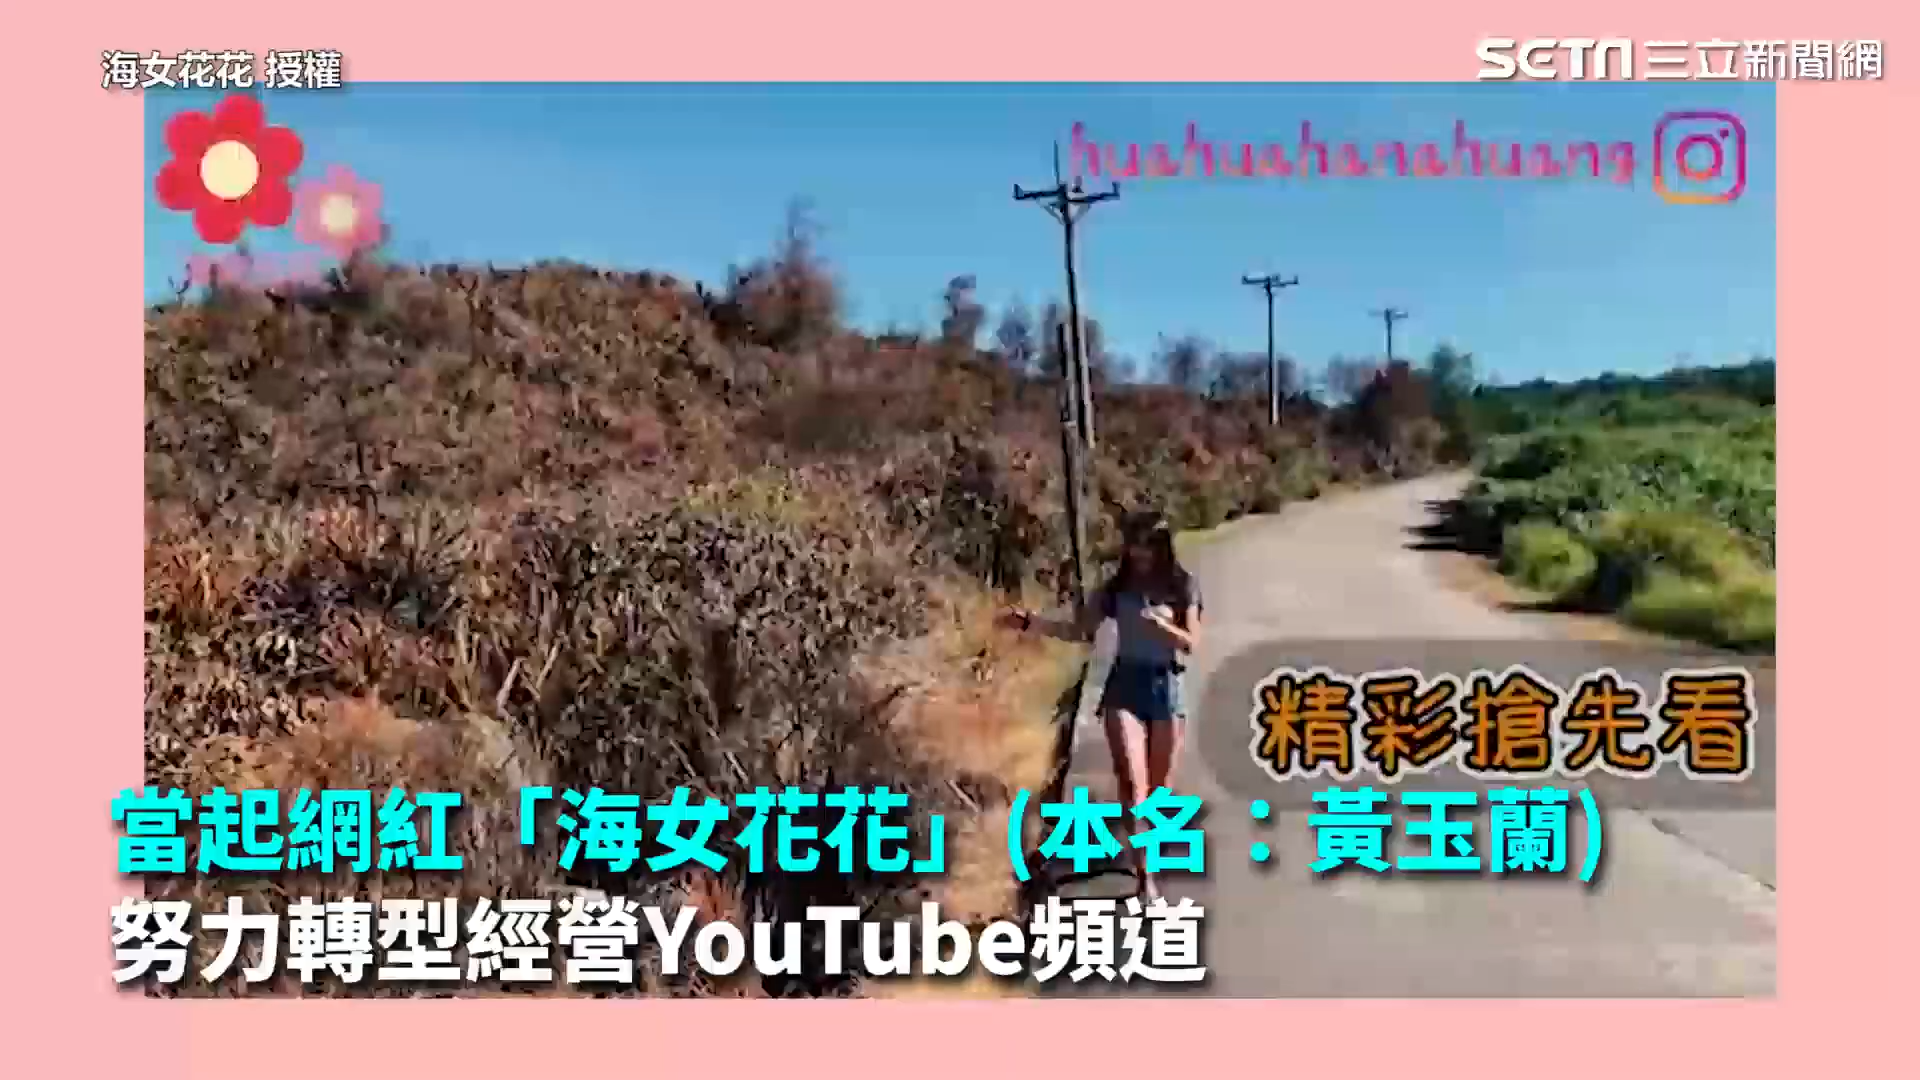 海女花花 授權
SETN三立新聞網
huahuahanahuang
精彩搶先看
當起網紅「海女花花」(本名：黃玉蘭)
努力轉型經營YouTube頻道